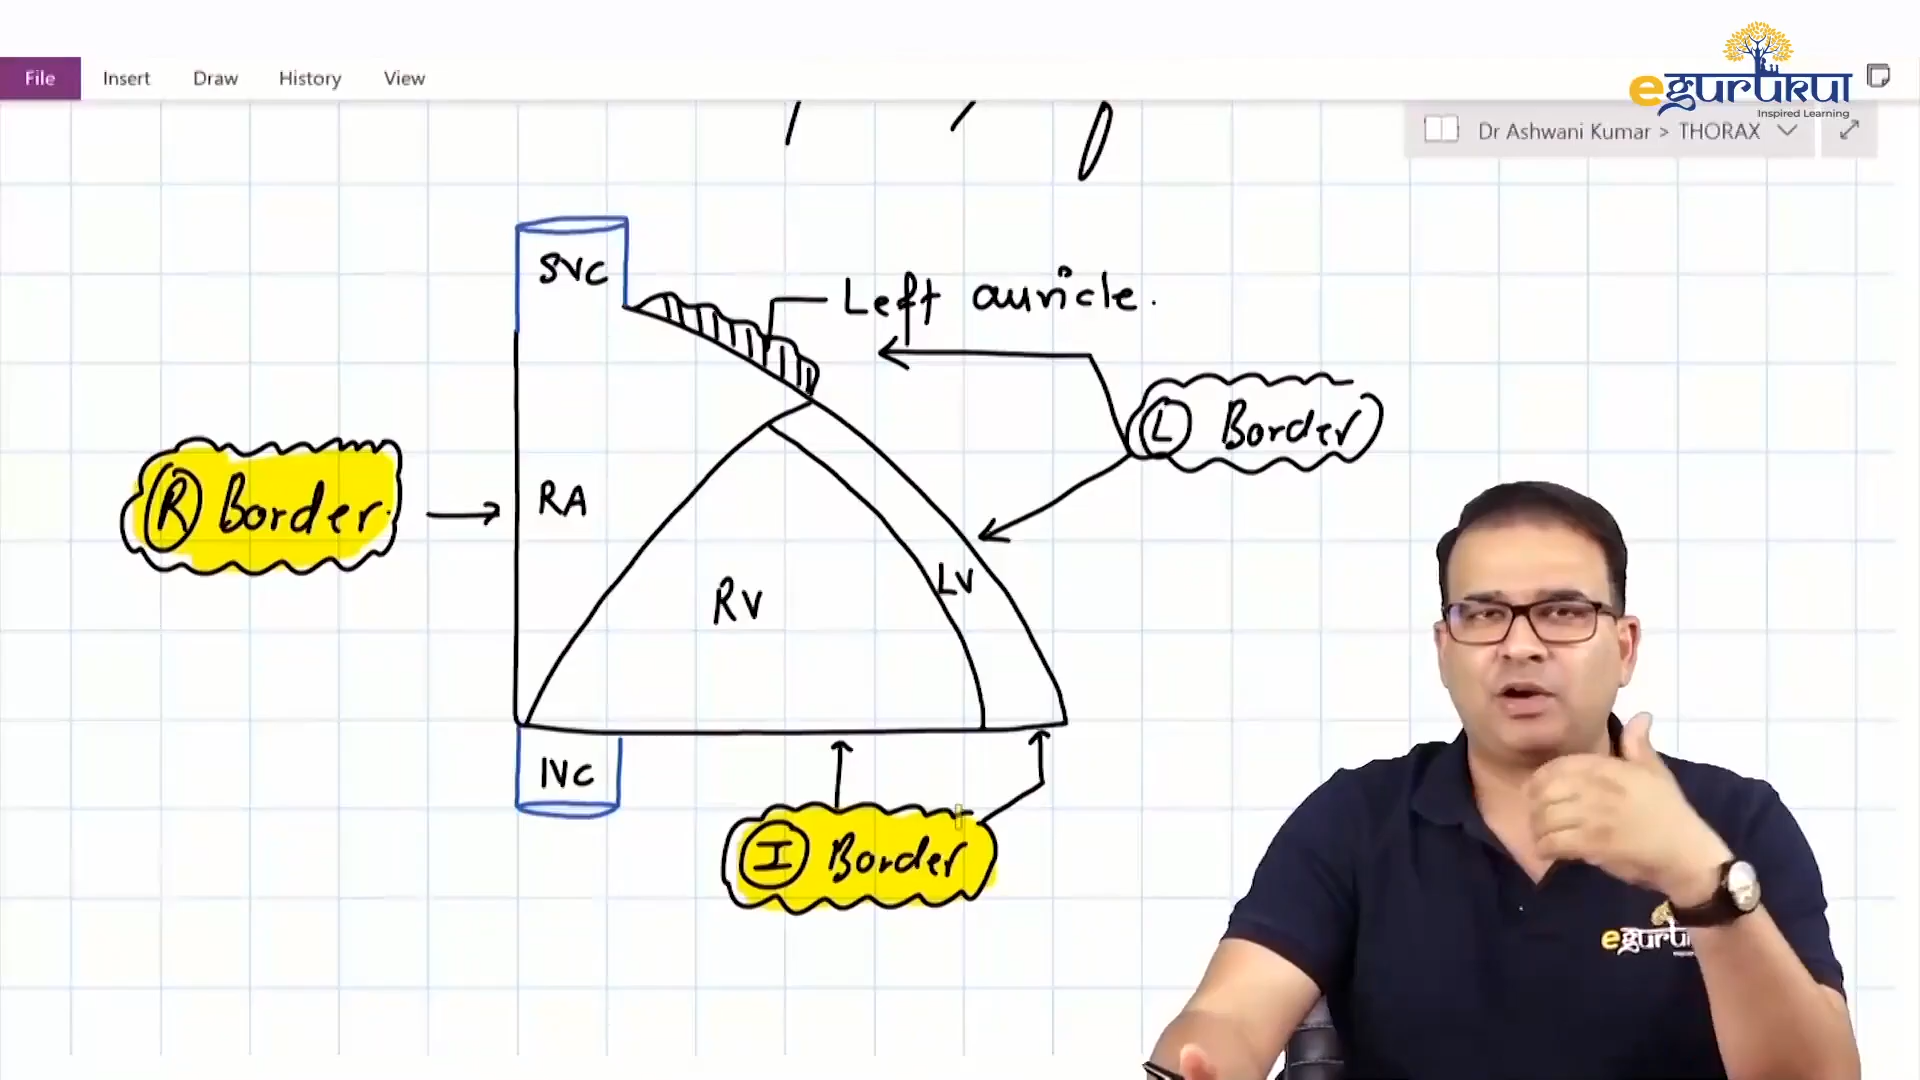 egurukul
Inspired Learning
File Insert Draw History View
Dr Ashwani Kumar > THORAX
SVC
Left auricle.
L Border
R Border
RA
RV
LV
IVC
I Border